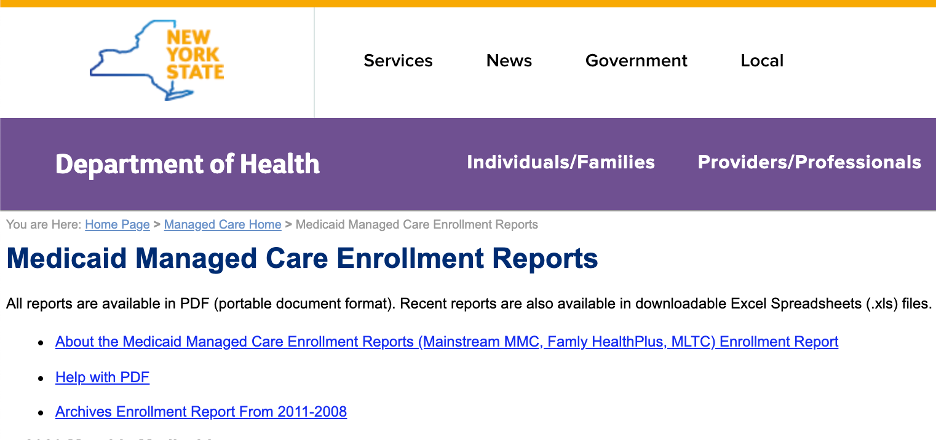 NEW
YORK
STATE
Services News Government Local
Department of Health Individuals/Families Providers/Professionals
You are Here: Home Page > Managed Care Home > Medicaid Managed Care Enrollment Reports
Medicaid Managed Care Enrollment Reports
All reports are available in PDF (portable document format). Recent reports are also available in downloadable Excel Spreadsheets (.xls) files.
• About the Medicaid Managed Care Enrollment Reports (Mainstream MMC, Famly HealthPlus, MLTC) Enrollment Report
• Help with PDF
• Archives Enrollment Report From 2011-2008